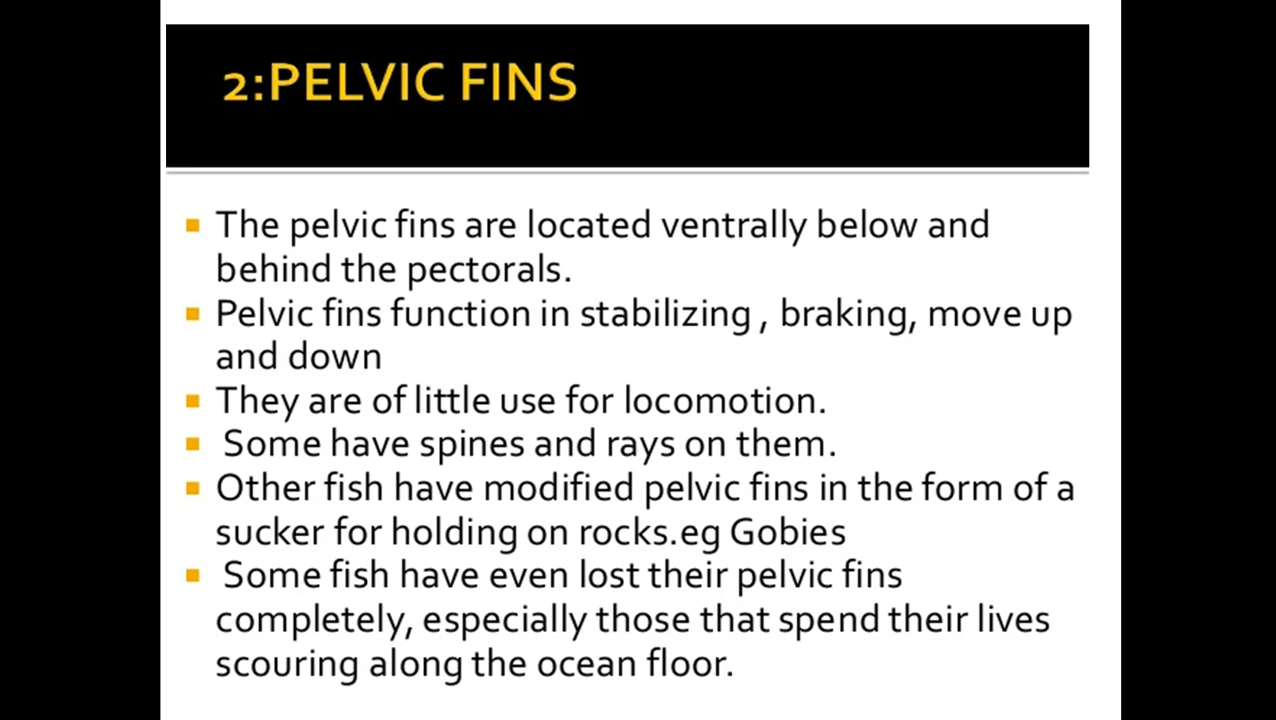 2:PELVIC FINS
The pelvic fins are located ventrally below and
behind the pectorals.
Pelvic fins function in stabilizing , braking, move up
and down
They are of little use for locomotion.
Some have spines and rays on them.
Other fish have modified pelvic fins in the form of a
sucker for holding on rocks.eg Gobies
Some fish have even lost their pelvic fins
completely, especially those that spend their lives
scouring along the ocean floor.